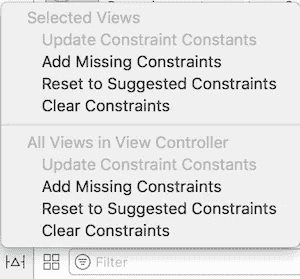 Selected Views
Update Constraint Constants
Add Missing Constraints
Reset to Suggested Constraints
Clear Constraints
All Views in View Controller
Update Constraint Constants
Add Missing Constraints
Reset to Suggested Constraints
Clear Constraints
Filter